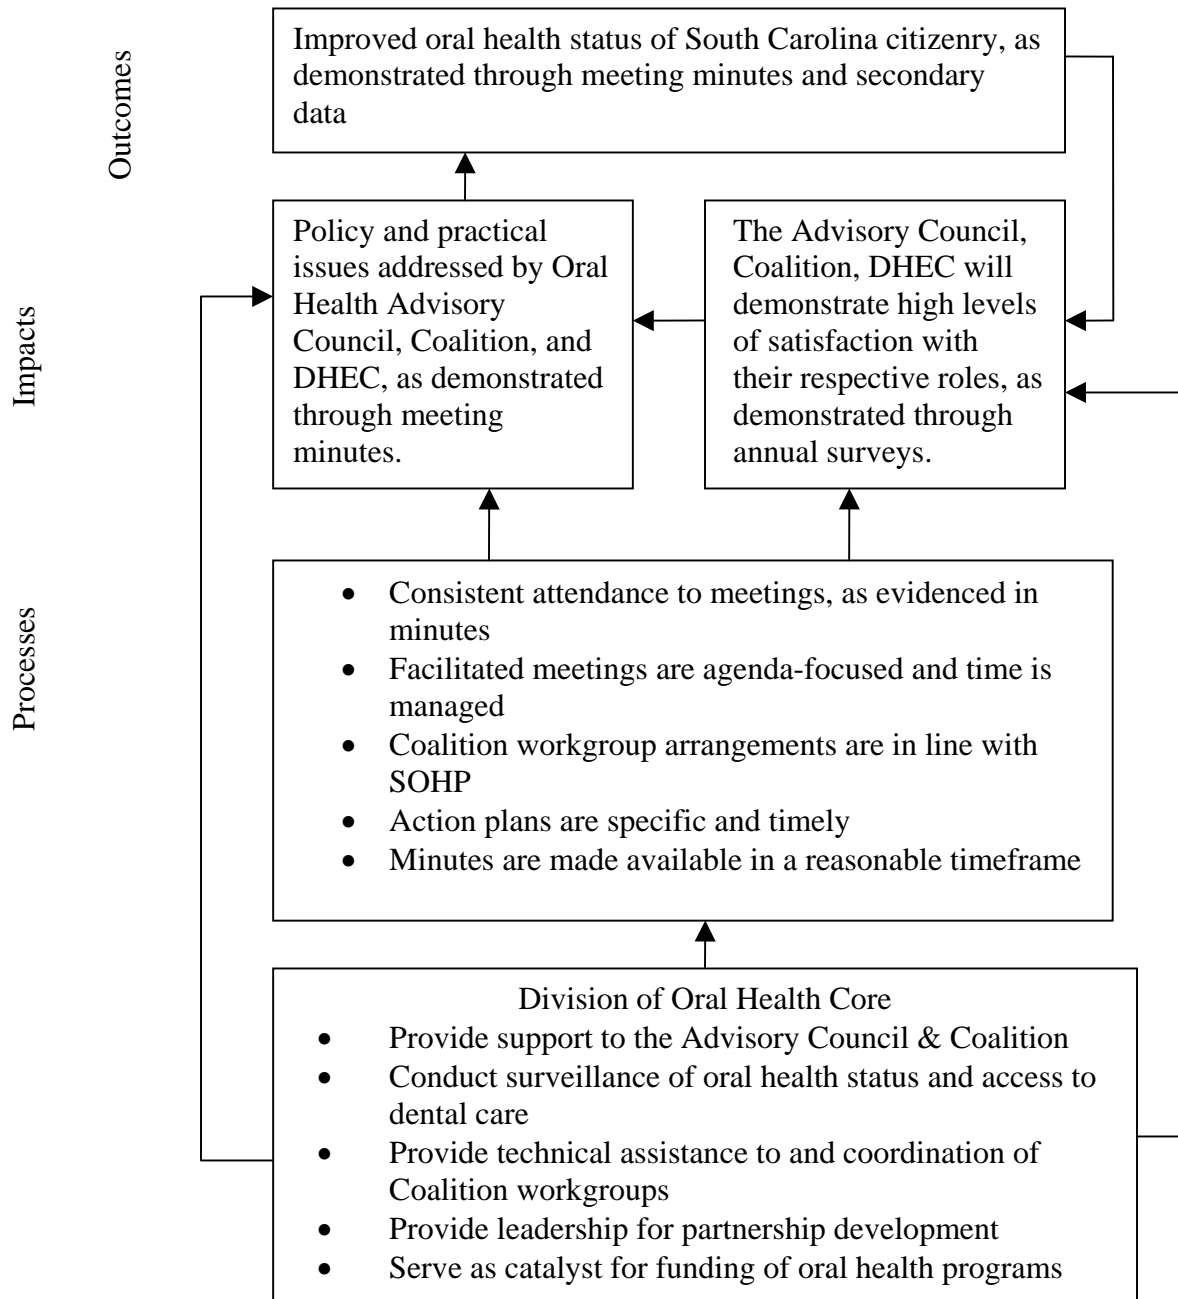 Outcomes
Improved oral health status of South Carolina citizenry, as
demonstrated through meeting minutes and secondary
data
Impacts
Policy and practical
issues addressed by Oral
Health Advisory
Council, Coalition, and
DHEC, as demonstrated
through meeting
minutes.
The Advisory Council,
Coalition, DHEC will
demonstrate high levels
of satisfaction with
their respective roles, as
demonstrated through
annual surveys.
Processes
• Consistent attendance to meetings, as evidenced in
minutes
• Facilitated meetings are agenda-focused and time is
managed
• Coalition workgroup arrangements are in line with
SOHP
• Action plans are specific and timely
• Minutes are made available in a reasonable timeframe
Division of Oral Health Core
• Provide support to the Advisory Council & Coalition
• Conduct surveillance of oral health status and access to
dental care
• Provide technical assistance to and coordination of
Coalition workgroups
• Provide leadership for partnership development
• Serve as catalyst for funding of oral health programs